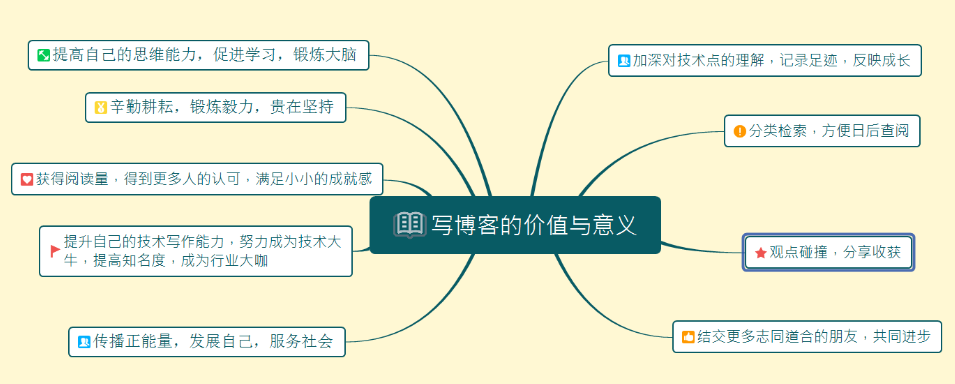 写博客的价值与意义
加深对技术点的理解，记录足迹，反映成长
分类检索，方便日后查阅
观点碰撞，分享收获
结交更多志同道合的朋友，共同进步
提高自己的思维能力，促进学习，锻炼大脑
辛勤耕耘，锻炼毅力，贵在坚持
获得阅读量，得到更多人的认可，满足小小的成就感
提升自己的技术写作能力，努力成为技术大
牛，提高知名度，成为行业大咖
传播正能量，发展自己，服务社会